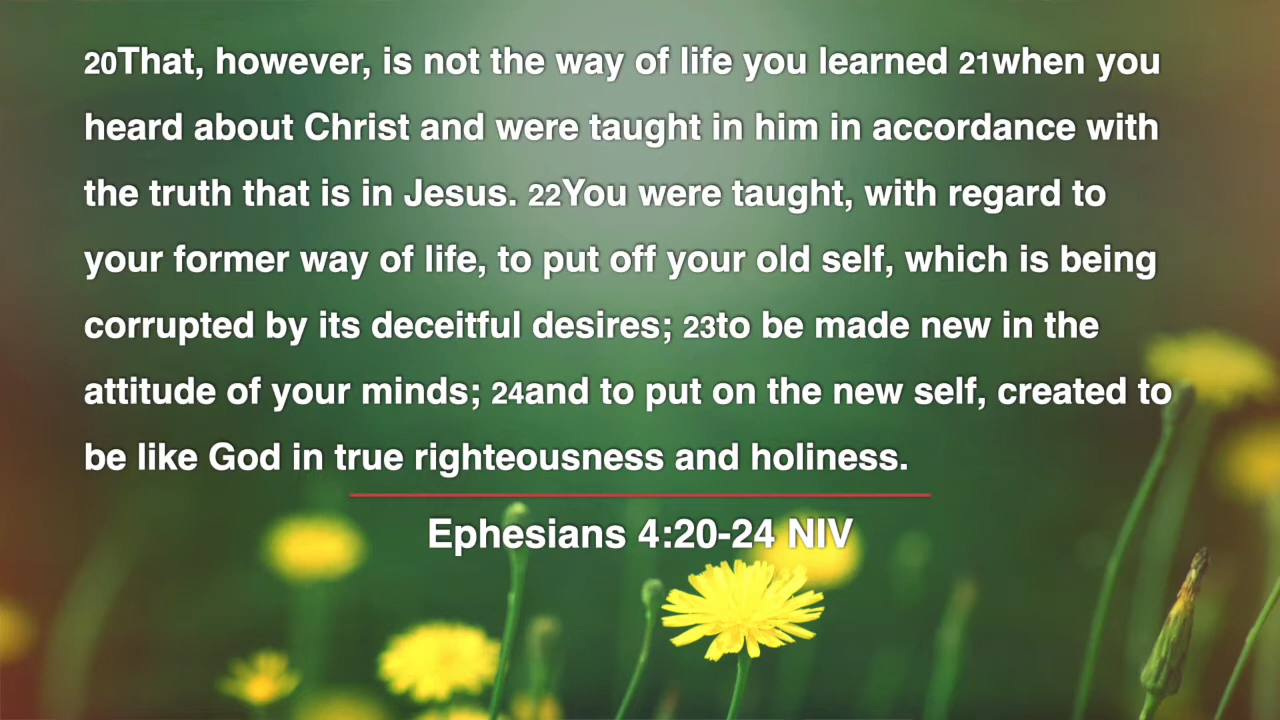 20That, however, is not the way of life you learned 21when you
heard about Christ and were taught in him in accordance with
the truth that is in Jesus. 22You were taught, with regard to
your former way of life, to put off your old self, which is being
corrupted by its deceitful desires; 23to be made new in the
attitude of your minds; 24and to put on the new self, created to
be like God in true righteousness and holiness.
Ephesians 4:20-24 NIV